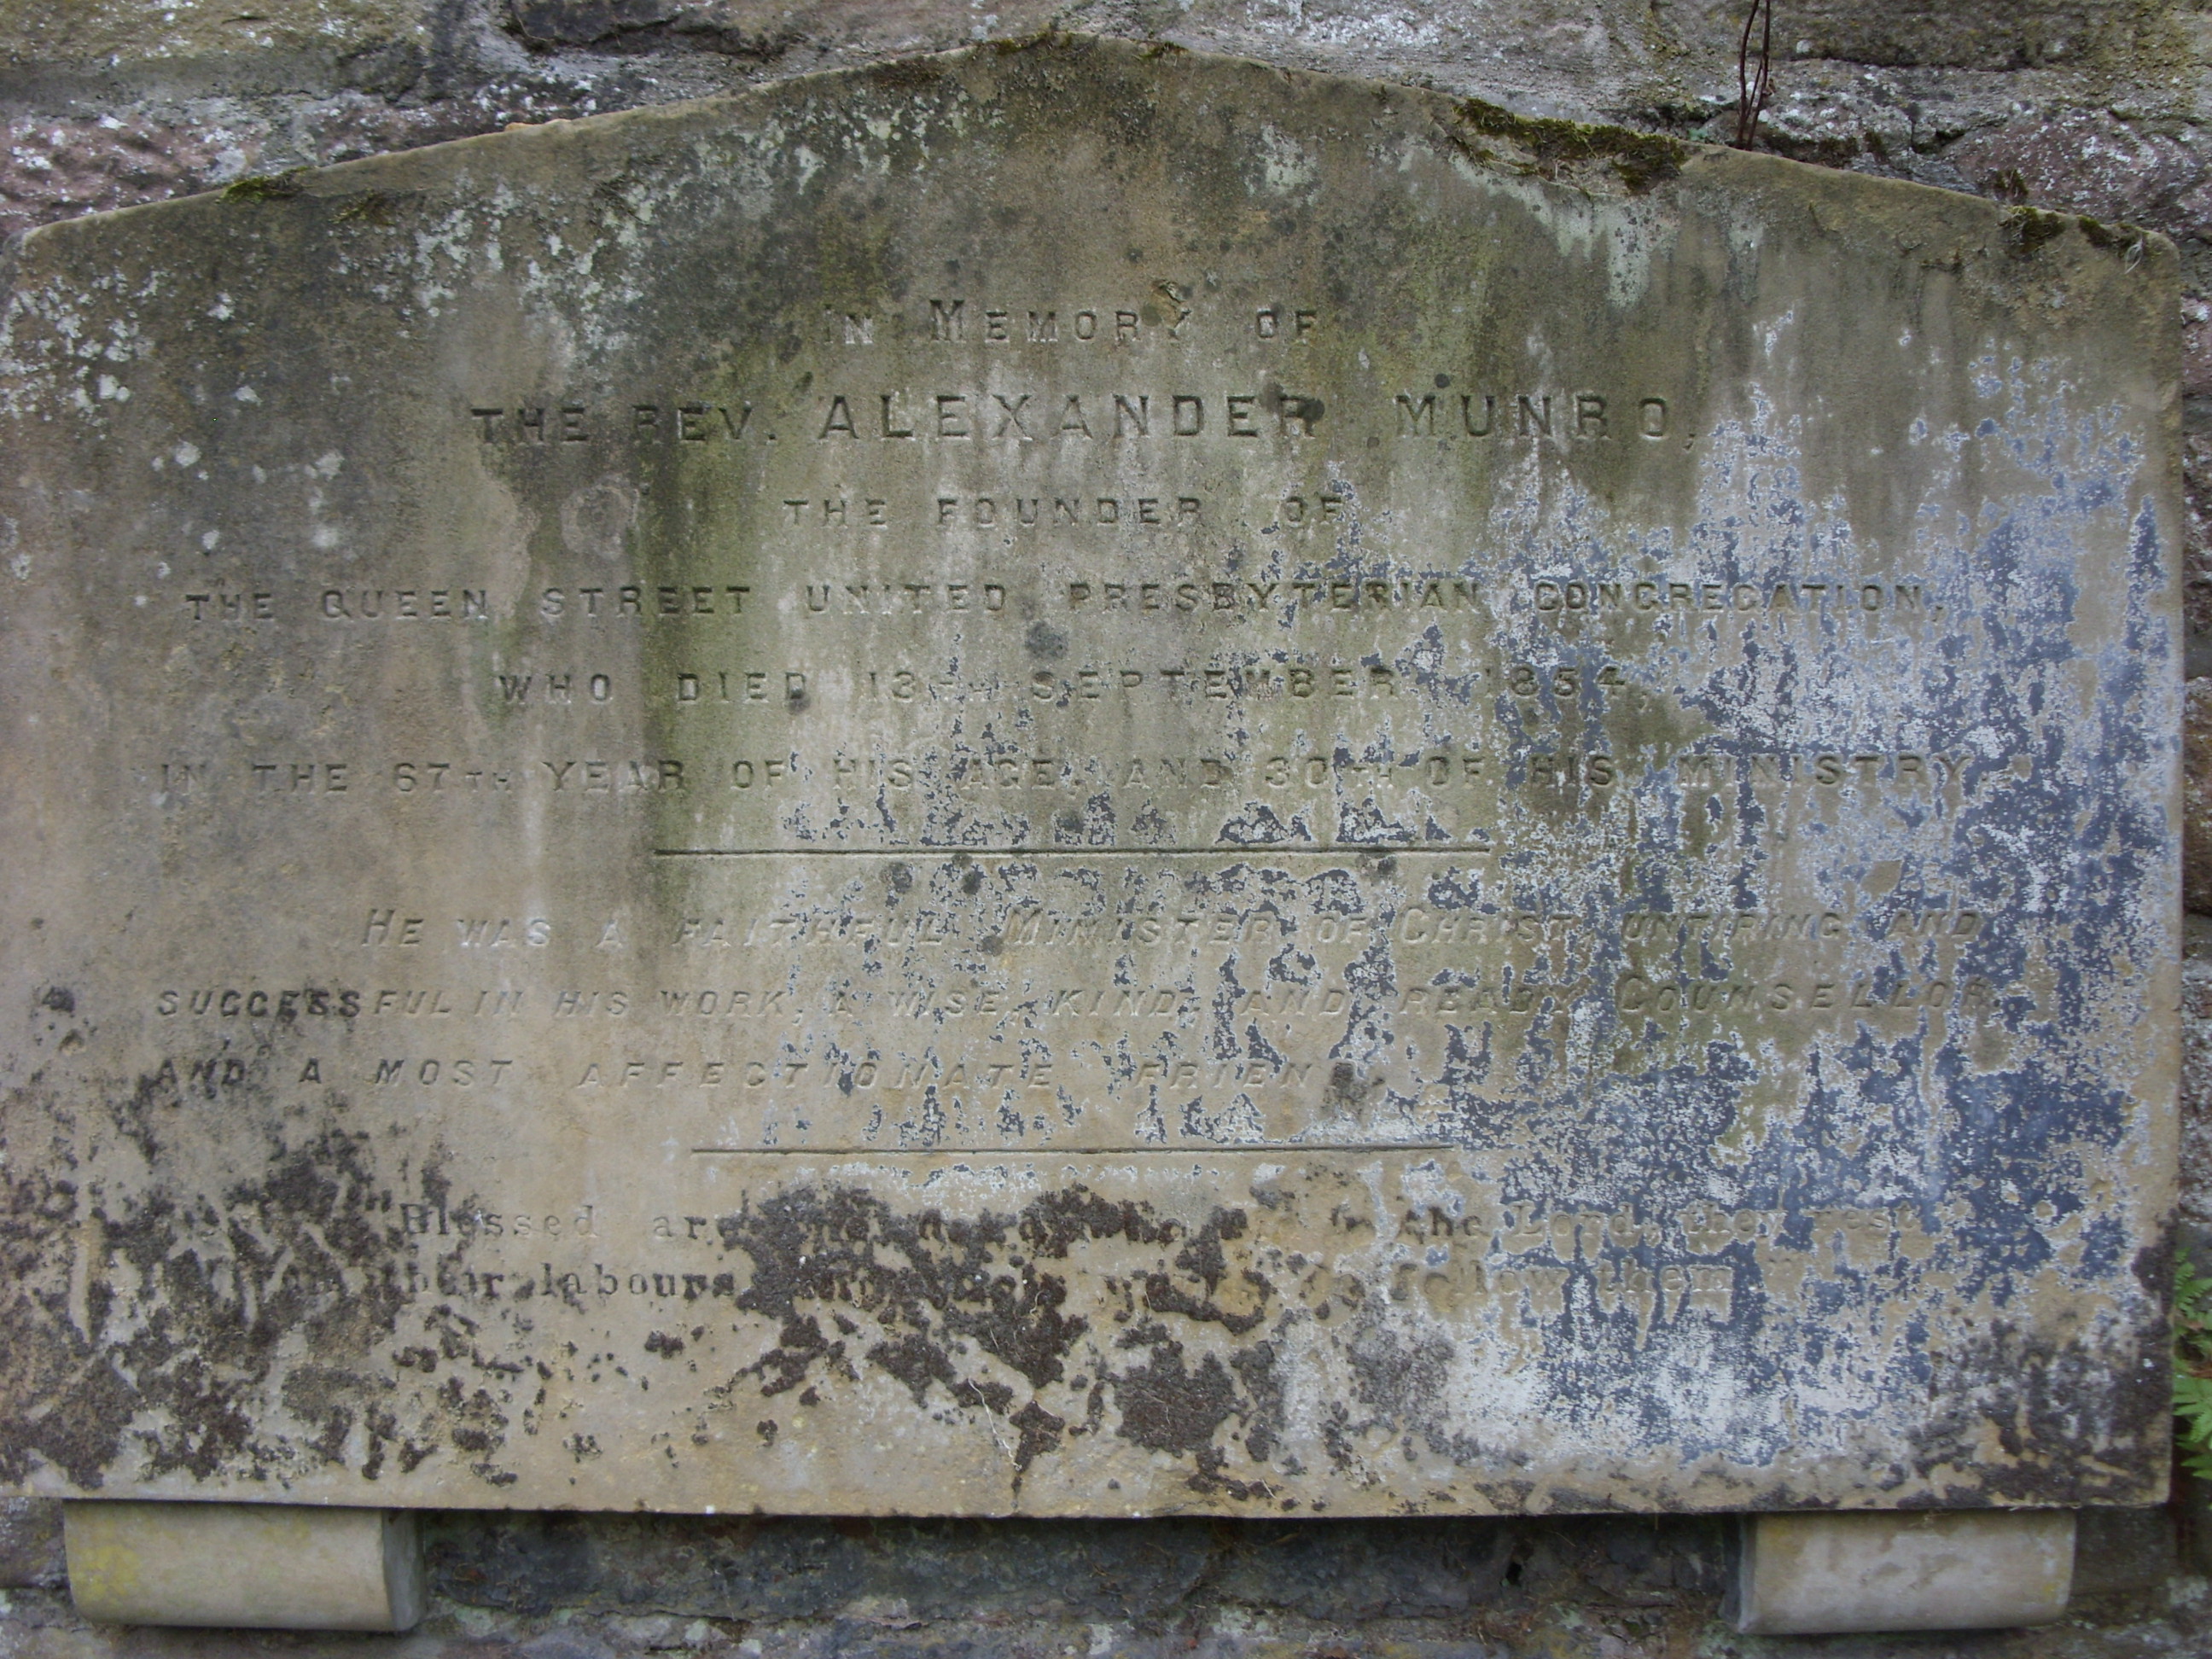 IN MEMORY OF
THE REV. ALEXANDER MUNRO,
THE FOUNDER OF
THE QUEEN STREET UNITED PRESBYTERIAN CONGREGATION,
WHO DIED 13TH SEPTEMBER 1854,
IN THE 67TH YEAR OF HIS AGE, AND 30TH OF HIS MINISTRY.
HE WAS A FAITHFUL MINISTER OF CHRIST, UNTIRING AND
SUCCESSFUL IN HIS WORK, A WISE, KIND, AND READY COUNSELLOR
AND A MOST AFFECTIONATE FRIEND
Blessed are the Lord, they rest
their labours follow them"